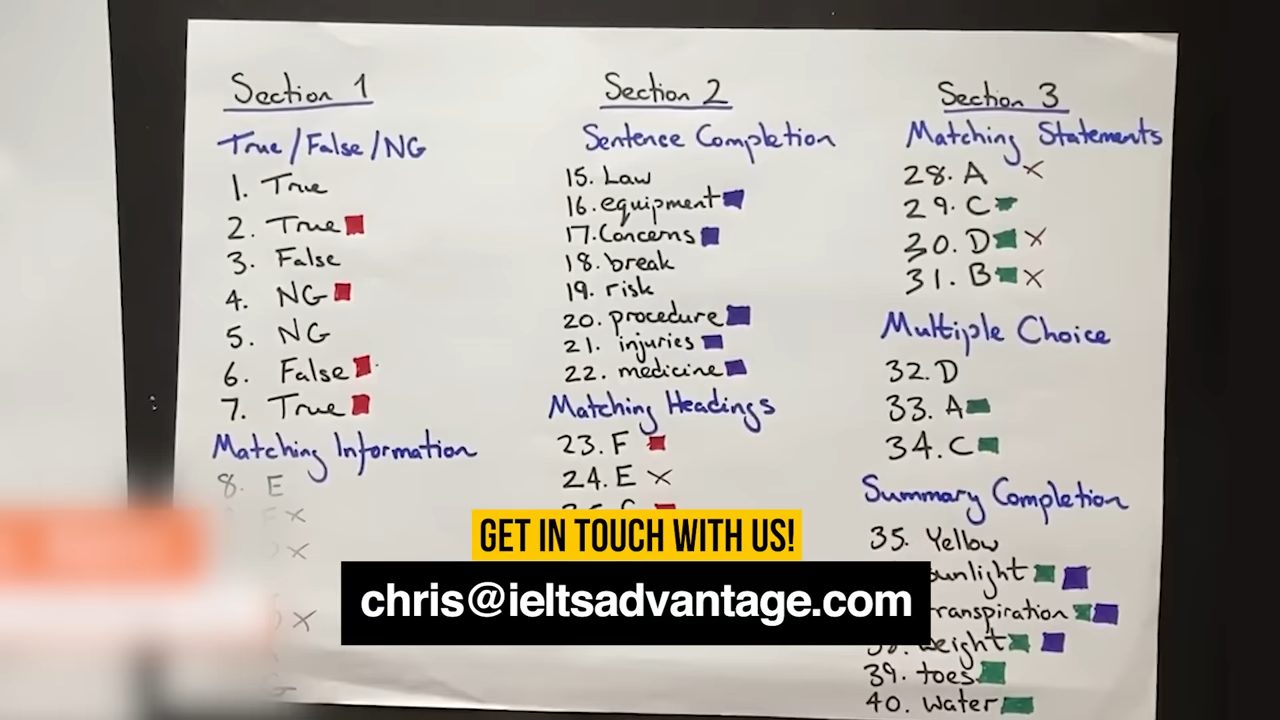 Section 1
True/False/NG
1. True
2. True
3. False
4. NG
5. NG
6. False
7. True
Matching Information
8. E
Section 2
Sentence Completion
15. Law
16. equipment
17. Concerns
18. break
19. risk
20. procedure
21. injuries
22. medicine
Matching Headings
23. F
24. E X
Section 3
Matching Statements
28. A X
29. C
30. D X
31. B X
Multiple Choice
32. D
33. A
34. C
Summary Completion
35. Yellow
unlight
ranspiration
38. weight
39. toes
40. water
GET IN TOUCH WITH US!
chris@ieltsadvantage.com